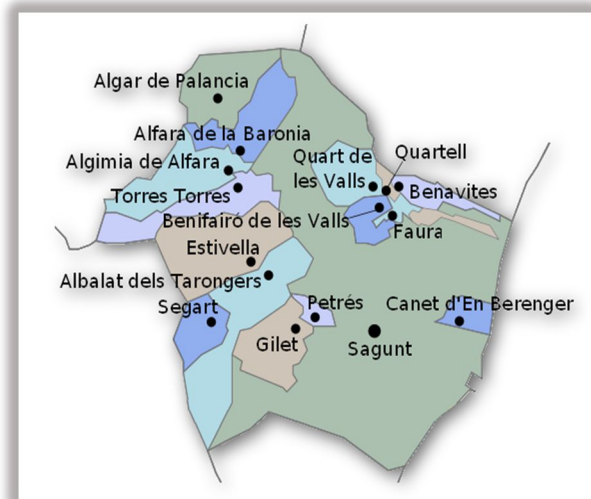 Algar de Palancia
Alfara de la Baronia
Algimia de Alfara
Quart de
les Valls
Quartell
Torres Torres
Benavites
Benifairó de les Valls
Faura
Estivella
Albalat dels Tarongers
Segart
Petrés
Canet d'En Berenger
Gilet
Sagunt